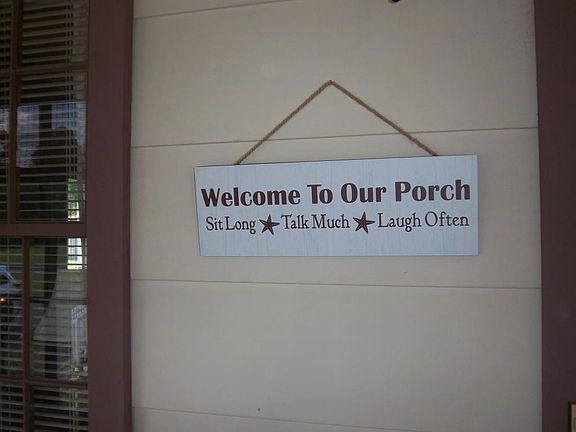 Welcome To Our Porch
Sit Long ★ Talk Much ★ Laugh Often